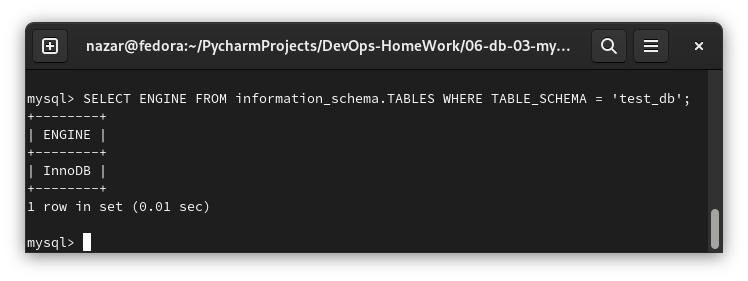 nazar@fedora:~/PycharmProjects/DevOps-HomeWork/06-db-03-my...
mysql> SELECT ENGINE FROM information_schema.TABLES WHERE TABLE_SCHEMA = 'test_db';
+--------+
| ENGINE |
+--------+
| InnoDB |
+--------+
1 row in set (0.01 sec)
mysql>